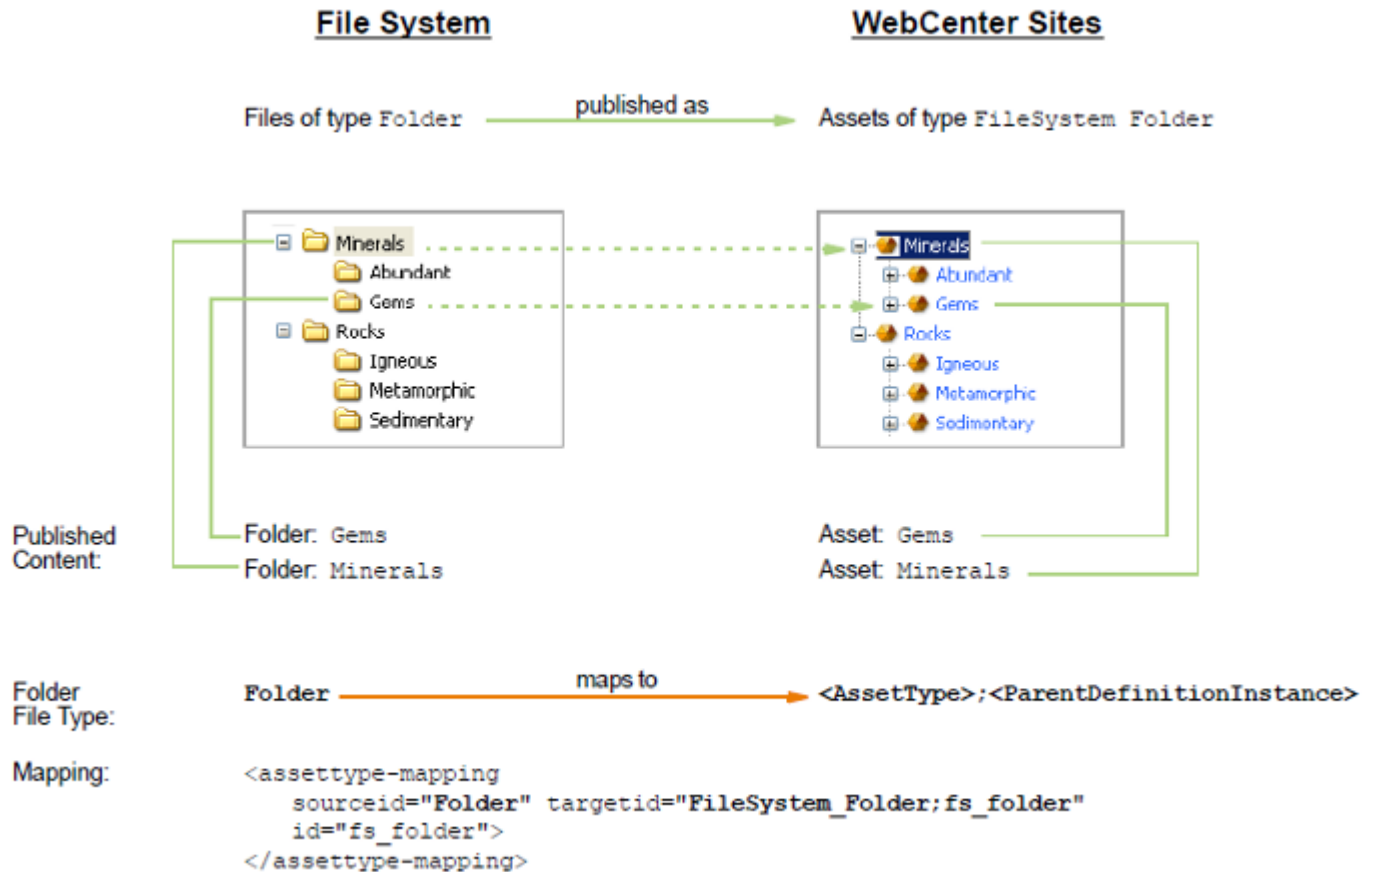 File System
WebCenter Sites
Files of type Folder
published as
Assets of type FileSystem Folder
Minerals
Abundant
Gems
Rocks
Igneous
Metamorphic
Sedimentary
Minerals
Abundant
Gems
Rocks
Igneous
Metamorphic
Sedimentary
Published
Content:
Folder: Gems
Folder: Minerals
Asset: Gems
Asset: Minerals
Folder
File Type:
Folder
maps to
<AssetType>;<ParentDefinitionInstance>
Mapping:
<assettype-mapping
sourceid="Folder" targetid="FileSystem_Folder;fs_folder"
id="fs_folder">
</assettype-mapping>